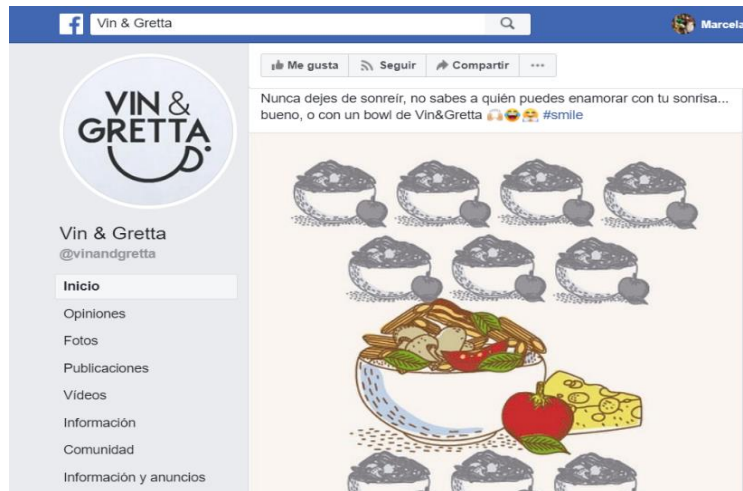 Vin & Gretta
Marcela
Me gusta
Seguir
Compartir
Nunca dejes de sonreír, no sabes a quién puedes enamorar con tu sonrisa...
bueno, o con un bowl de Vin&Gretta 🙌😂🤗 #smile
VIN &
GRETTA
Vin & Gretta
@vinandgretta
Inicio
Opiniones
Fotos
Publicaciones
Vídeos
Información
Comunidad
Información y anuncios